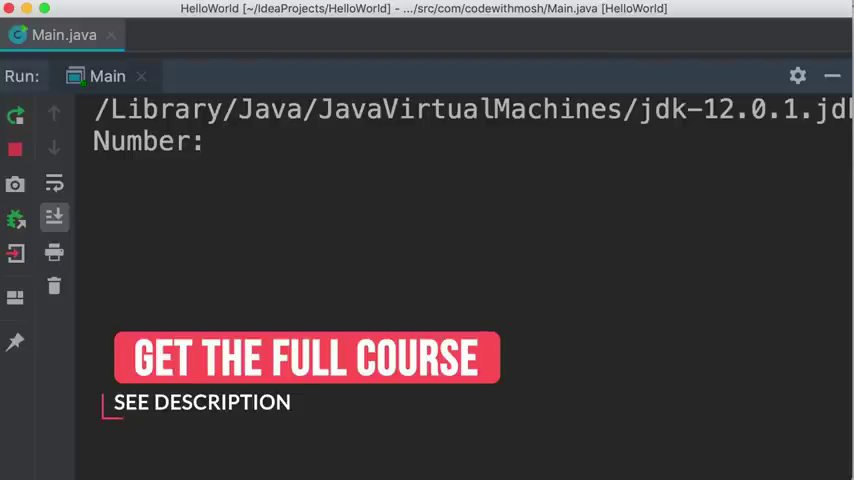 HelloWorld [~/IdeaProjects/HelloWorld] - .../src/com/codewithmosh/Main.java [HelloWorld]
Main.java
Run: Main
/Library/Java/JavaVirtualMachines/jdk-12.0.1.jd
Number:
GET THE FULL COURSE
SEE DESCRIPTION